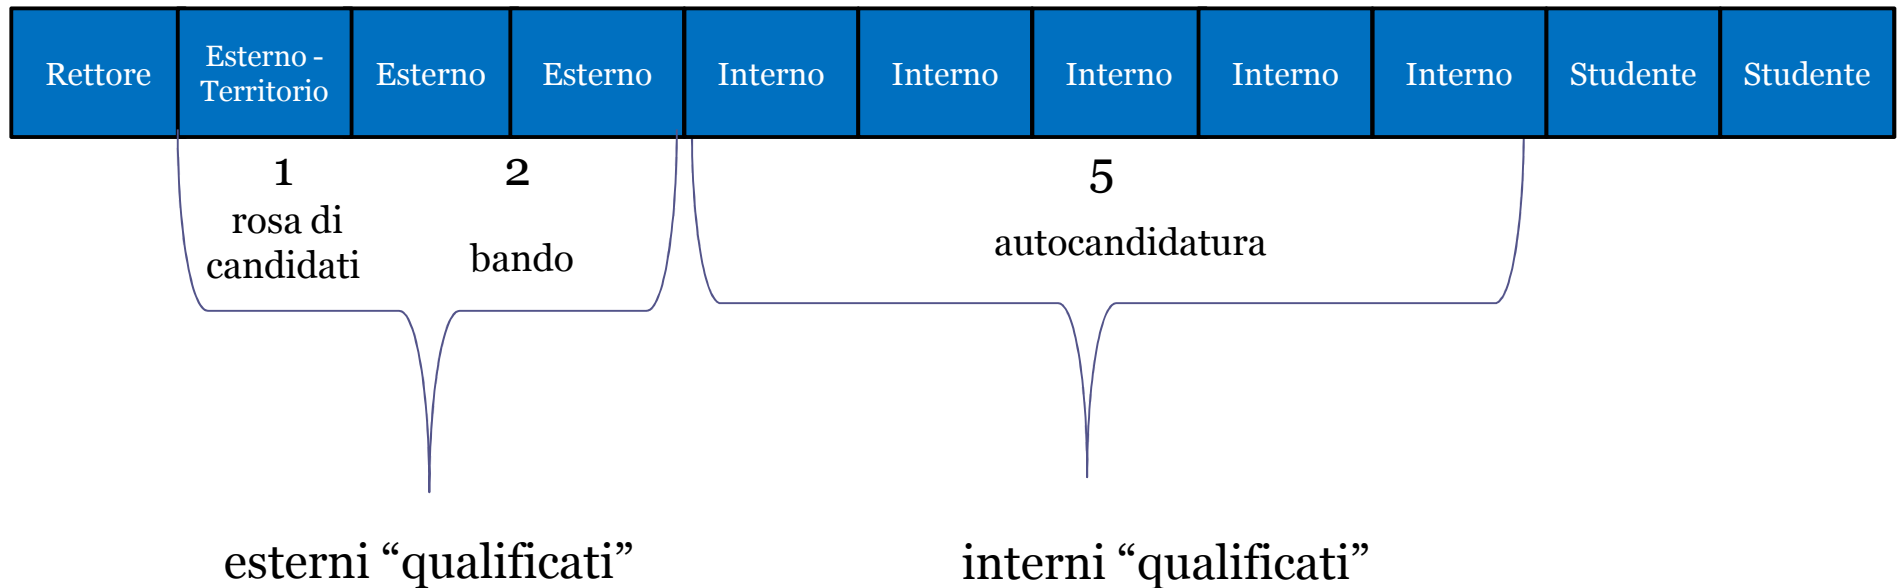 Rettore
Esterno -
Territorio
Esterno
Esterno
Interno
Interno
Interno
Interno
Interno
Studente
Studente
1
rosa di
candidati
2
bando
5
autocandidatura
esterni “qualificati”
interni “qualificati”